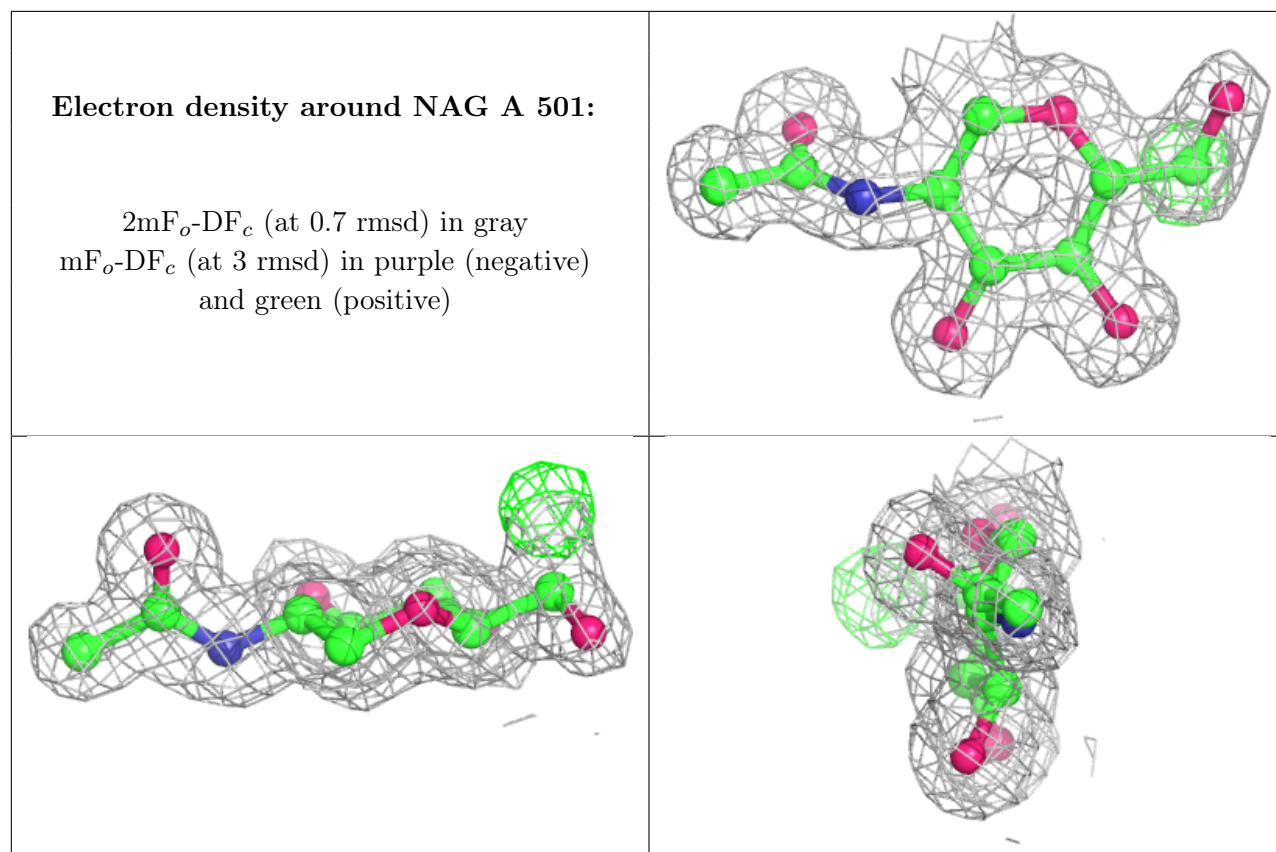 Electron density around NAG A 501:
2mFo-DFc (at 0.7 rmsd) in gray
mFo-DFc (at 3 rmsd) in purple (negative)
and green (positive)